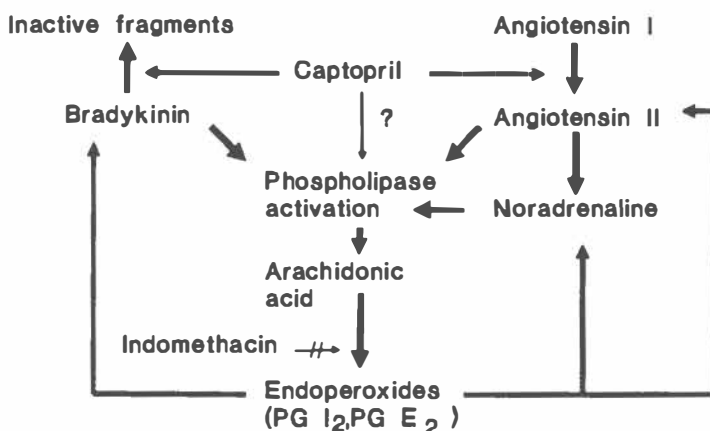 Inactive fragments
Angiotensin I
Captopril
Bradykinin
?
Angiotensin II
Phospholipase
activation
Noradrenaline
Arachidonic
acid
Indomethacin
Endoperoxides
(PG I2,PG E2)